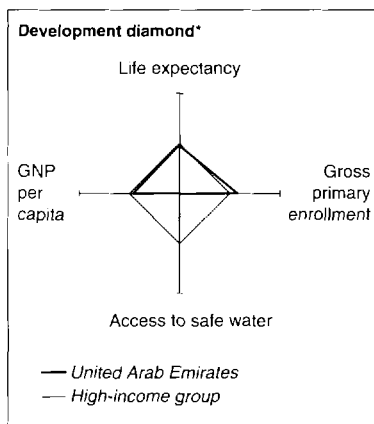 Development diamond*
Life expectancy
GNP
per
capita
Gross
primary
enrollment
Access to safe water
United Arab Emirates
High-income group